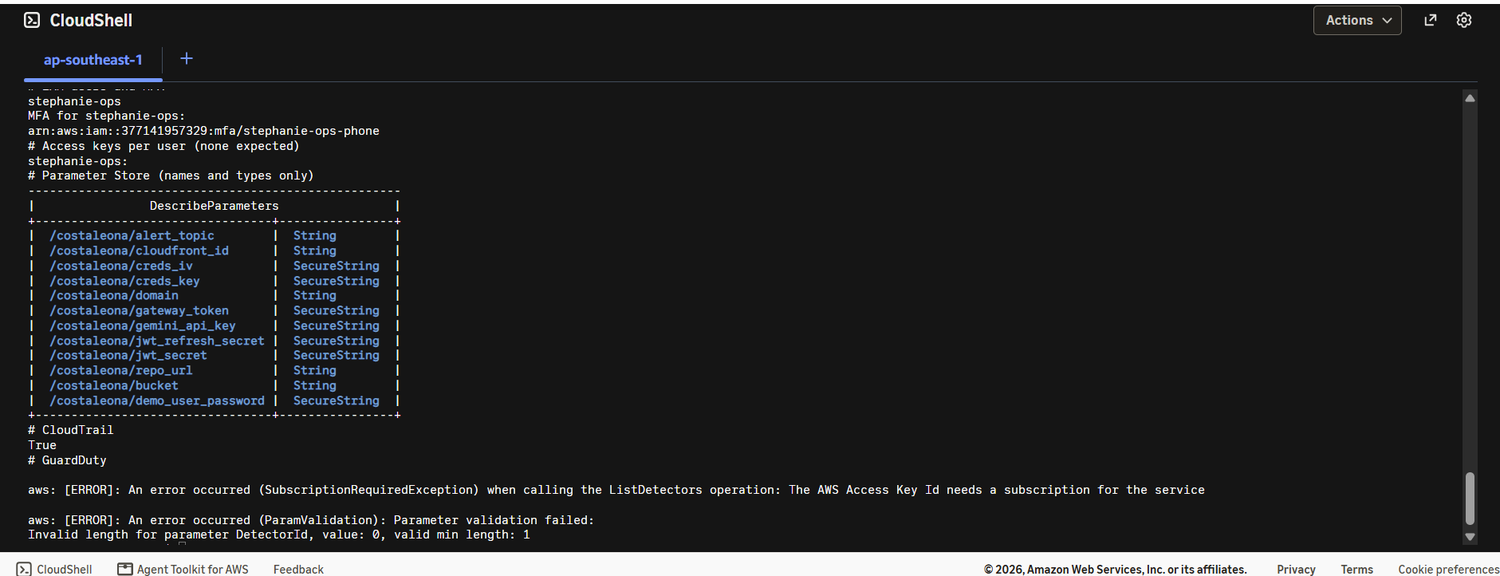 CloudShell
Actions
ap-southeast-1
+
stephanie-ops
MFA for stephanie-ops:
arn:aws:iam::377141957329:mfa/stephanie-ops-phone
# Access keys per user (none expected)
stephanie-ops:
# Parameter Store (names and types only)
-----------------------------------------------------
| DescribeParameters |
+---------------------------------+----------------+
| /costaleona/alert_topic | String |
| /costaleona/cloudfront_id | String |
| /costaleona/creds_iv | SecureString |
| /costaleona/creds_key | SecureString |
| /costaleona/domain | String |
| /costaleona/gateway_token | SecureString |
| /costaleona/gemini_api_key | SecureString |
| /costaleona/jwt_refresh_secret | SecureString |
| /costaleona/jwt_secret | SecureString |
| /costaleona/repo_url | String |
| /costaleona/bucket | String |
| /costaleona/demo_user_password | SecureString |
+---------------------------------+----------------+
# CloudTrail
True
# GuardDuty
aws: [ERROR]: An error occurred (SubscriptionRequiredException) when calling the ListDetectors operation: The AWS Access Key Id needs a subscription for the service
aws: [ERROR]: An error occurred (ParamValidation): Parameter validation failed:
Invalid length for parameter DetectorId, value: 0, valid min length: 1
CloudShell Agent Toolkit for AWS Feedback © 2026, Amazon Web Services, Inc. or its affiliates. Privacy Terms Cookie preferences